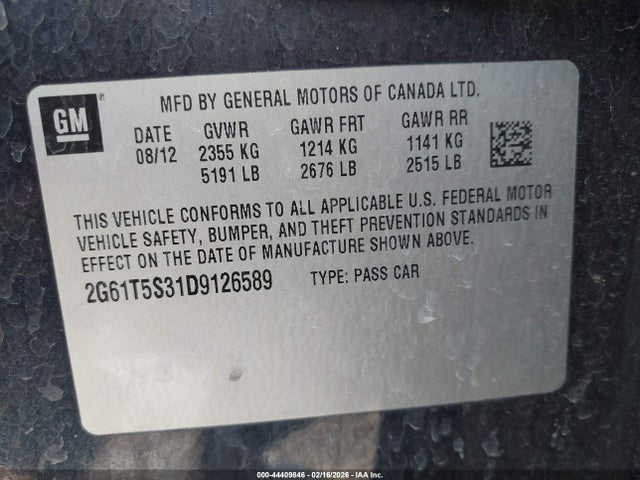 GM ®
MFD BY GENERAL MOTORS OF CANADA LTD.
DATE GVWR GAWR FRT GAWR RR
08/12 2355 KG 1214 KG 1141 KG
5191 LB 2676 LB 2515 LB
THIS VEHICLE CONFORMS TO ALL APPLICABLE U.S. FEDERAL MOTOR
VEHICLE SAFETY, BUMPER, AND THEFT PREVENTION STANDARDS IN
EFFECT ON THE DATE OF MANUFACTURE SHOWN ABOVE.
2G61T5S31D9126589 TYPE: PASS CAR
000-44409846 - 02/16/2026 - IAA Inc.